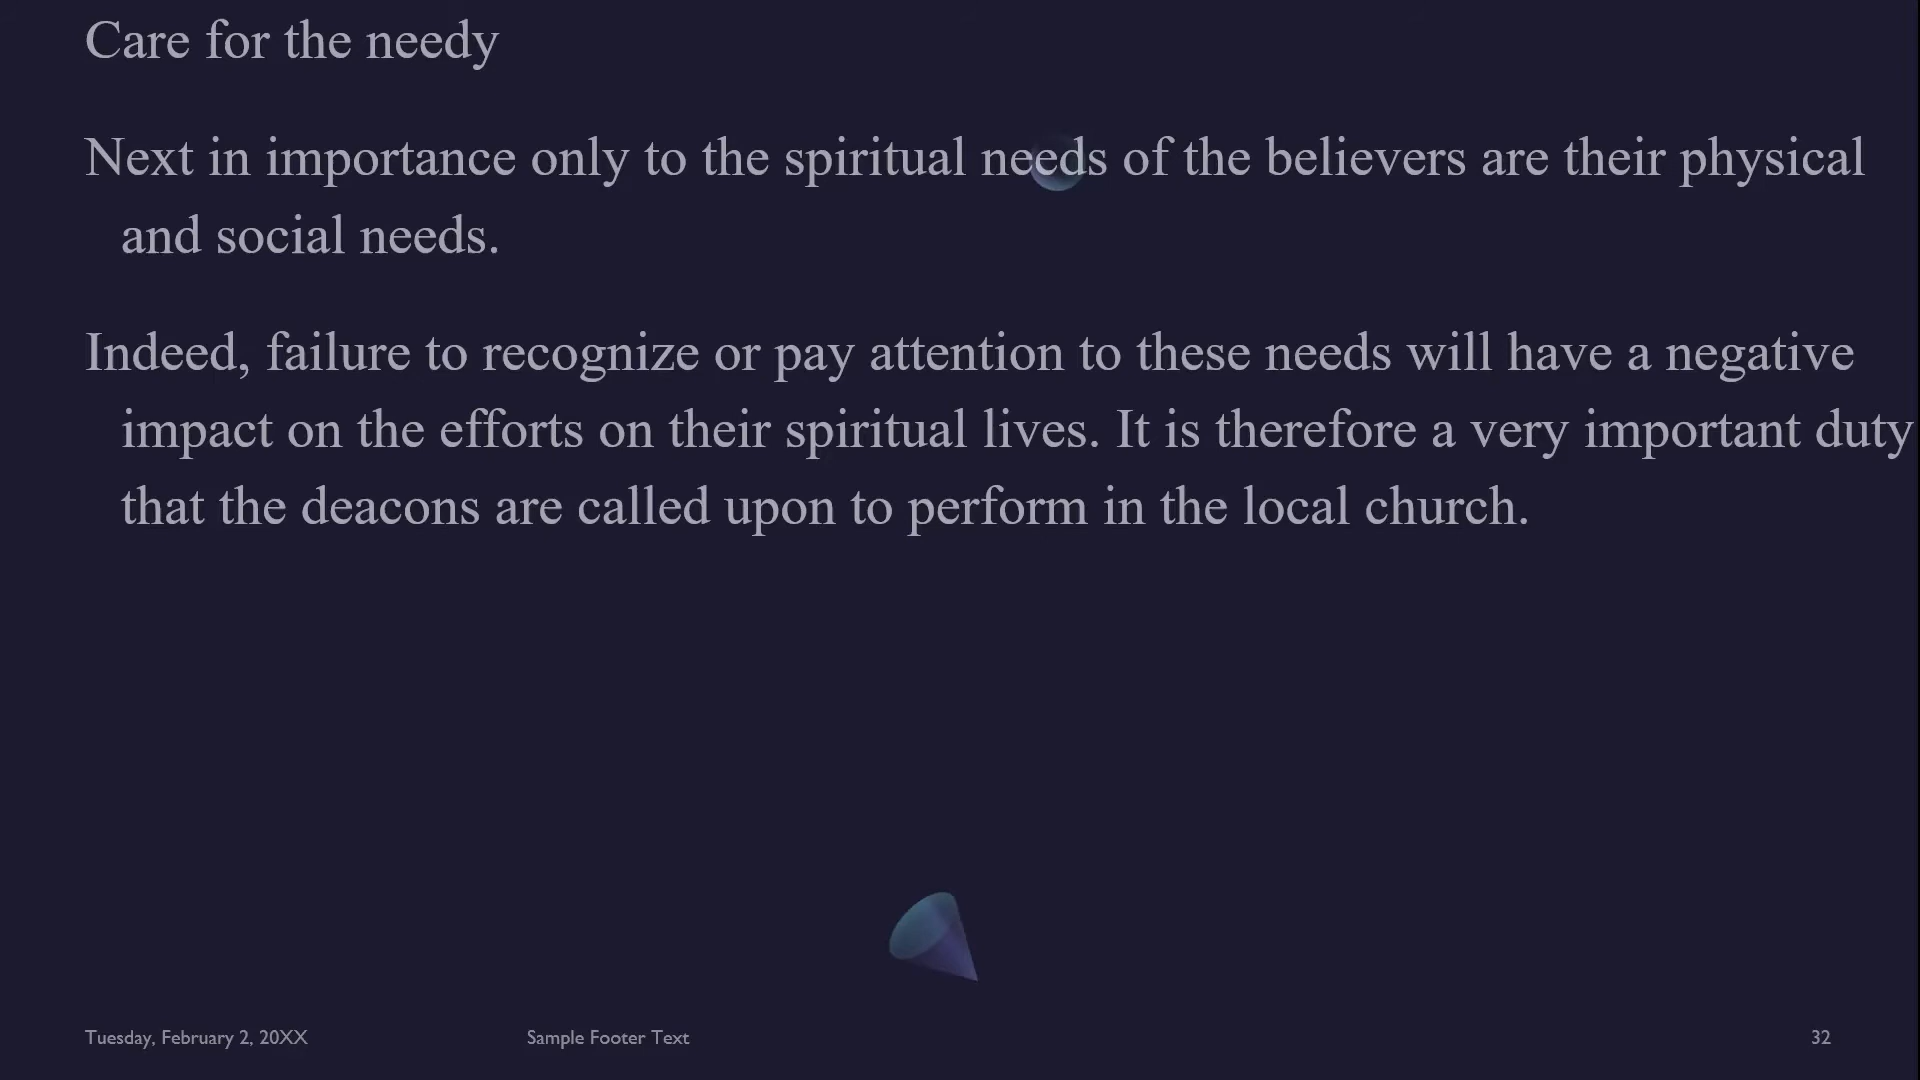 Care for the needy
Next in importance only to the spiritual needs of the believers are their physical
and social needs.
Indeed, failure to recognize or pay attention to these needs will have a negative
impact on the efforts on their spiritual lives. It is therefore a very important duty
that the deacons are called upon to perform in the local church.
Tuesday, February 2, 20XX
Sample Footer Text
32